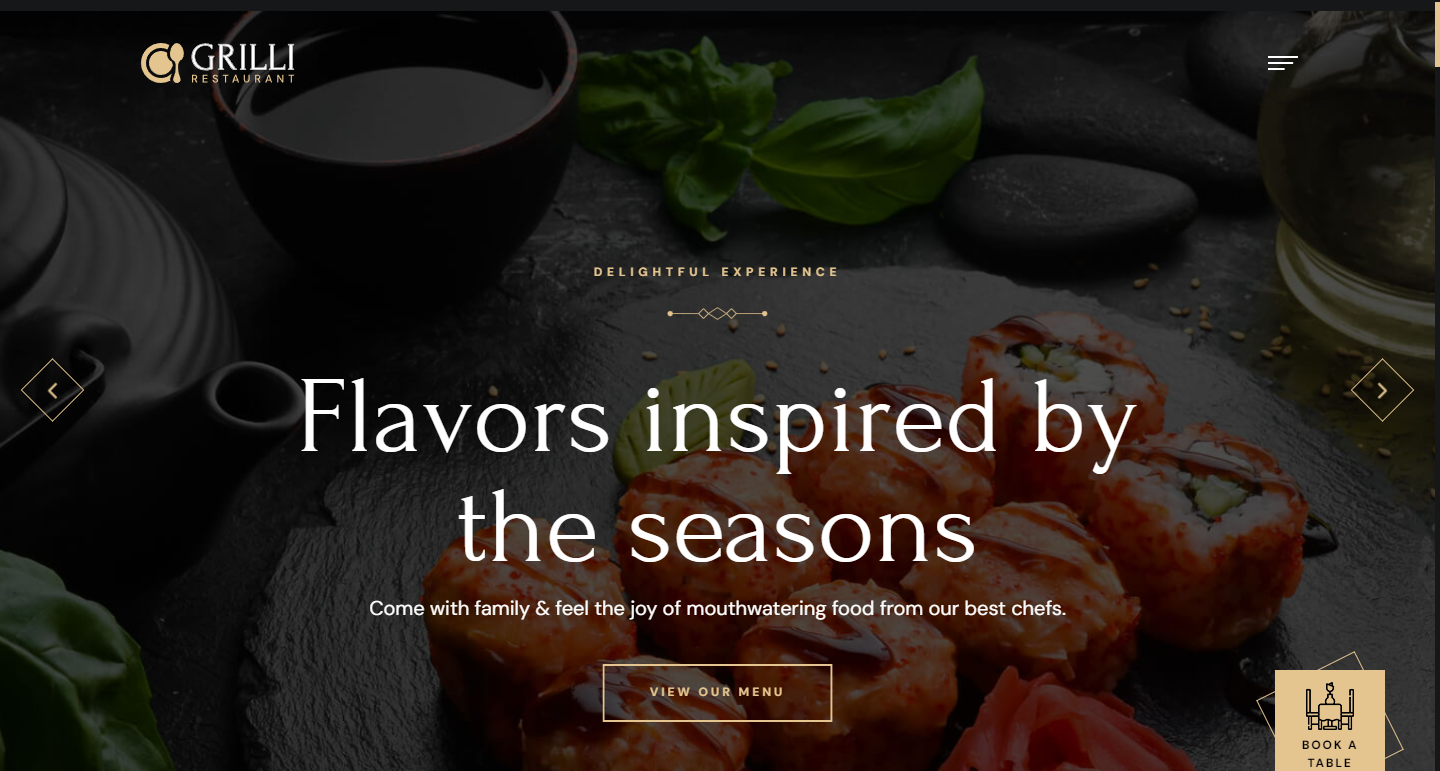 GRILLI
RESTAURANT
DELIGHTFUL EXPERIENCE
Flavors inspired by
the seasons
Come with family & feel the joy of mouthwatering food from our best chefs.
VIEW OUR MENU
BOOK A
TABLE